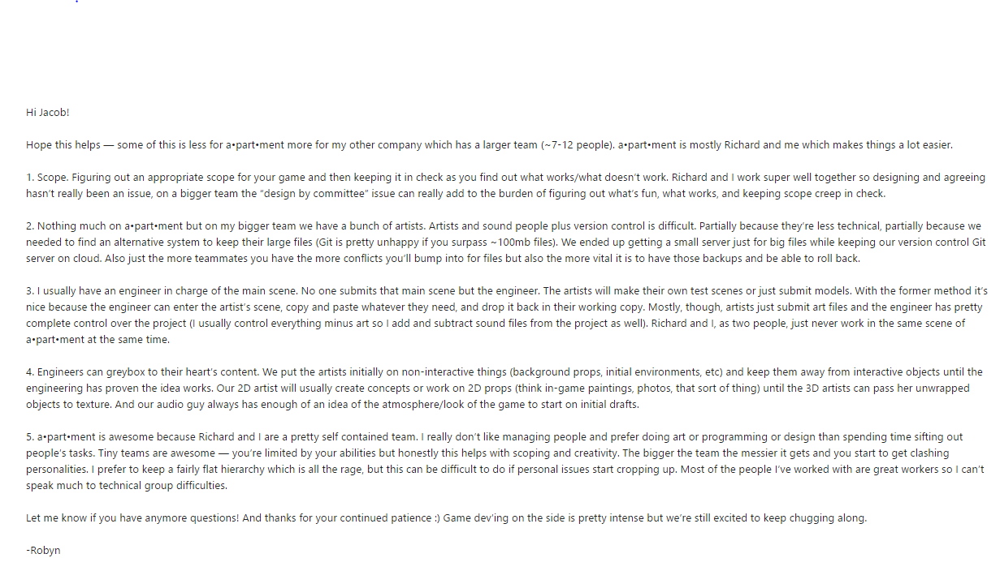 Hi Jacob!
Hope this helps — some of this is less for a•part•ment more for my other company which has a larger team (~7-12 people). a•part•ment is mostly Richard and me which makes things a lot easier.
1. Scope. Figuring out an appropriate scope for your game and then keeping it in check as you find out what works/what doesn't work. Richard and I work super well together so designing and agreeing
hasn't really been an issue, on a bigger team the "design by committee" issue can really add to the burden of figuring out what's fun, what works, and keeping scope creep in check.
2. Nothing much on a•part•ment but on my bigger team we have a bunch of artists. Artists and sound people plus version control is difficult. Partially because they're less technical, partially because we
needed to find an alternative system to keep their large files (Git is pretty unhappy if you surpass ~100mb files). We ended up getting a small server just for big files while keeping our version control Git
server on cloud. Also just the more teammates you have the more conflicts you'll bump into for files but also the more vital it is to have those backups and be able to roll back.
3. I usually have an engineer in charge of the main scene. No one submits that main scene but the engineer. The artists will make their own test scenes or just submit models. With the former method it's
nice because the engineer can enter the artist's scene, copy and paste whatever they need, and drop it back in their working copy. Mostly, though, artists just submit art files and the engineer has pretty
complete control over the project (I usually control everything minus art so I add and subtract sound files from the project as well). Richard and I, as two people, just never work in the same scene of
a•part•ment at the same time.
4. Engineers can greybox to their heart's content. We put the artists initially on non-interactive things (background props, initial environments, etc) and keep them away from interactive objects until the
engineering has proven the idea works. Our 2D artist will usually create concepts or work on 2D props (think in-game paintings, photos, that sort of thing) until the 3D artists can pass her unwrapped
objects to texture. And our audio guy always has enough of an idea of the atmosphere/look of the game to start on initial drafts.
5. a•part•ment is awesome because Richard and I are a pretty self contained team. I really don't like managing people and prefer doing art or programming or design than spending time sifting out
people's tasks. Tiny teams are awesome — you're limited by your abilities but honestly this helps with scoping and creativity. The bigger the team the messier it gets and you start to get clashing
personalities. I prefer to keep a fairly flat hierarchy which is all the rage, but this can be difficult to do if personal issues start cropping up. Most of the people I've worked with are great workers so I can't
speak much to technical group difficulties.
Let me know if you have anymore questions! And thanks for your continued patience :) Game dev'ing on the side is pretty intense but we're still excited to keep chugging along.
-Robyn